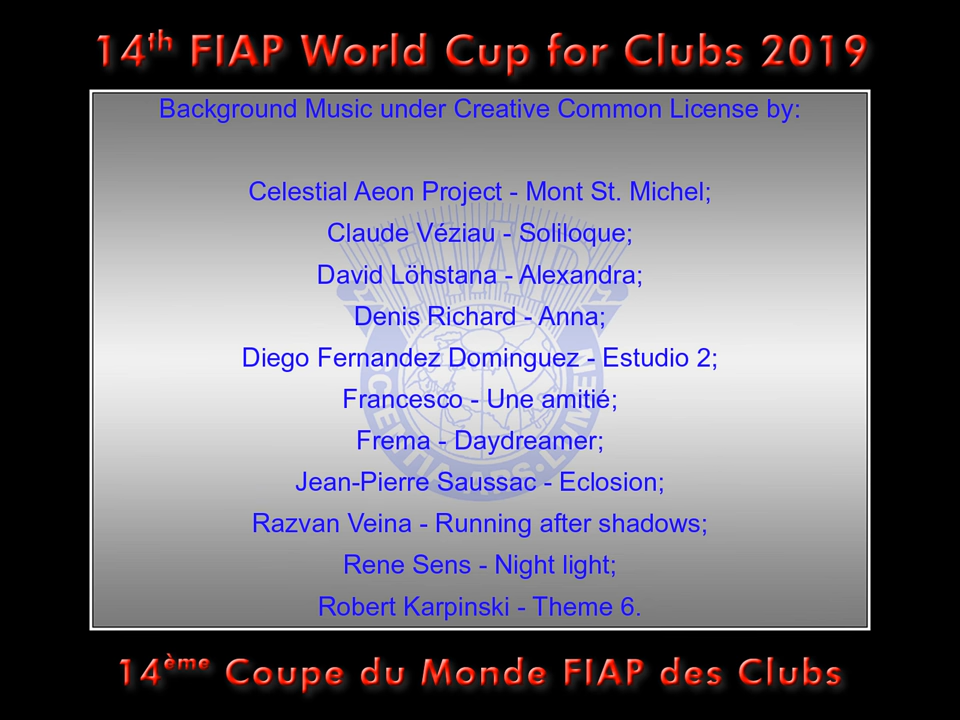 14th FIAP World Cup for Clubs 2019
Background Music under Creative Common License by:
Celestial Aeon Project - Mont St. Michel;
Claude Véziau - Soliloque;
David Löhstana - Alexandra;
Denis Richard - Anna;
Diego Fernandez Dominguez - Estudio 2;
Francesco - Une amitié;
Frema - Daydreamer;
Jean-Pierre Saussac - Eclosion;
Razvan Veina - Running after shadows;
Rene Sens - Night light;
Robert Karpinski - Theme 6.
14ème Coupe du Monde FIAP des Clubs